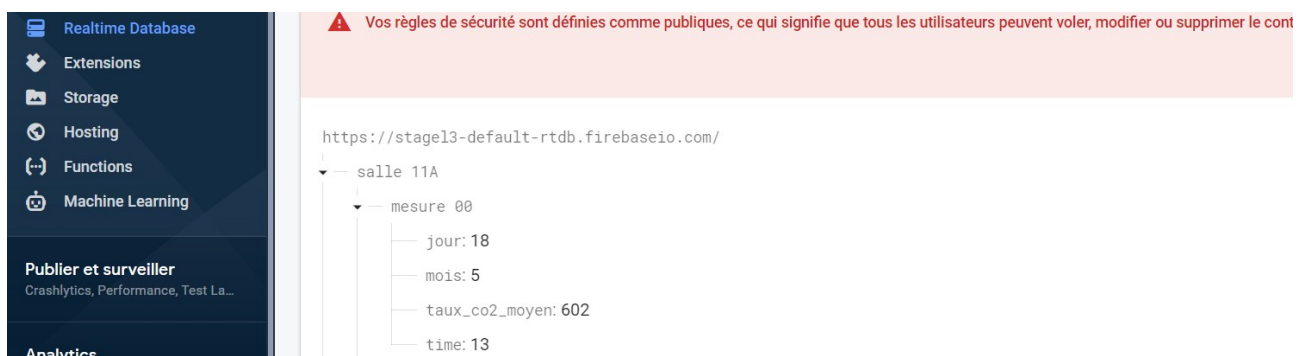 Realtime Database
Extensions
Storage
Hosting
Functions
Machine Learning
Publier et surveiller
Crashlytics, Performance, Test La...
Analytics
Vos règles de sécurité sont définies comme publiques, ce qui signifie que tous les utilisateurs peuvent voler, modifier ou supprimer le cont
https://stagel3-default-rtdb.firebaseio.com/
salle 11A
mesure 00
jour: 18
mois: 5
taux_co2_moyen: 602
time: 13